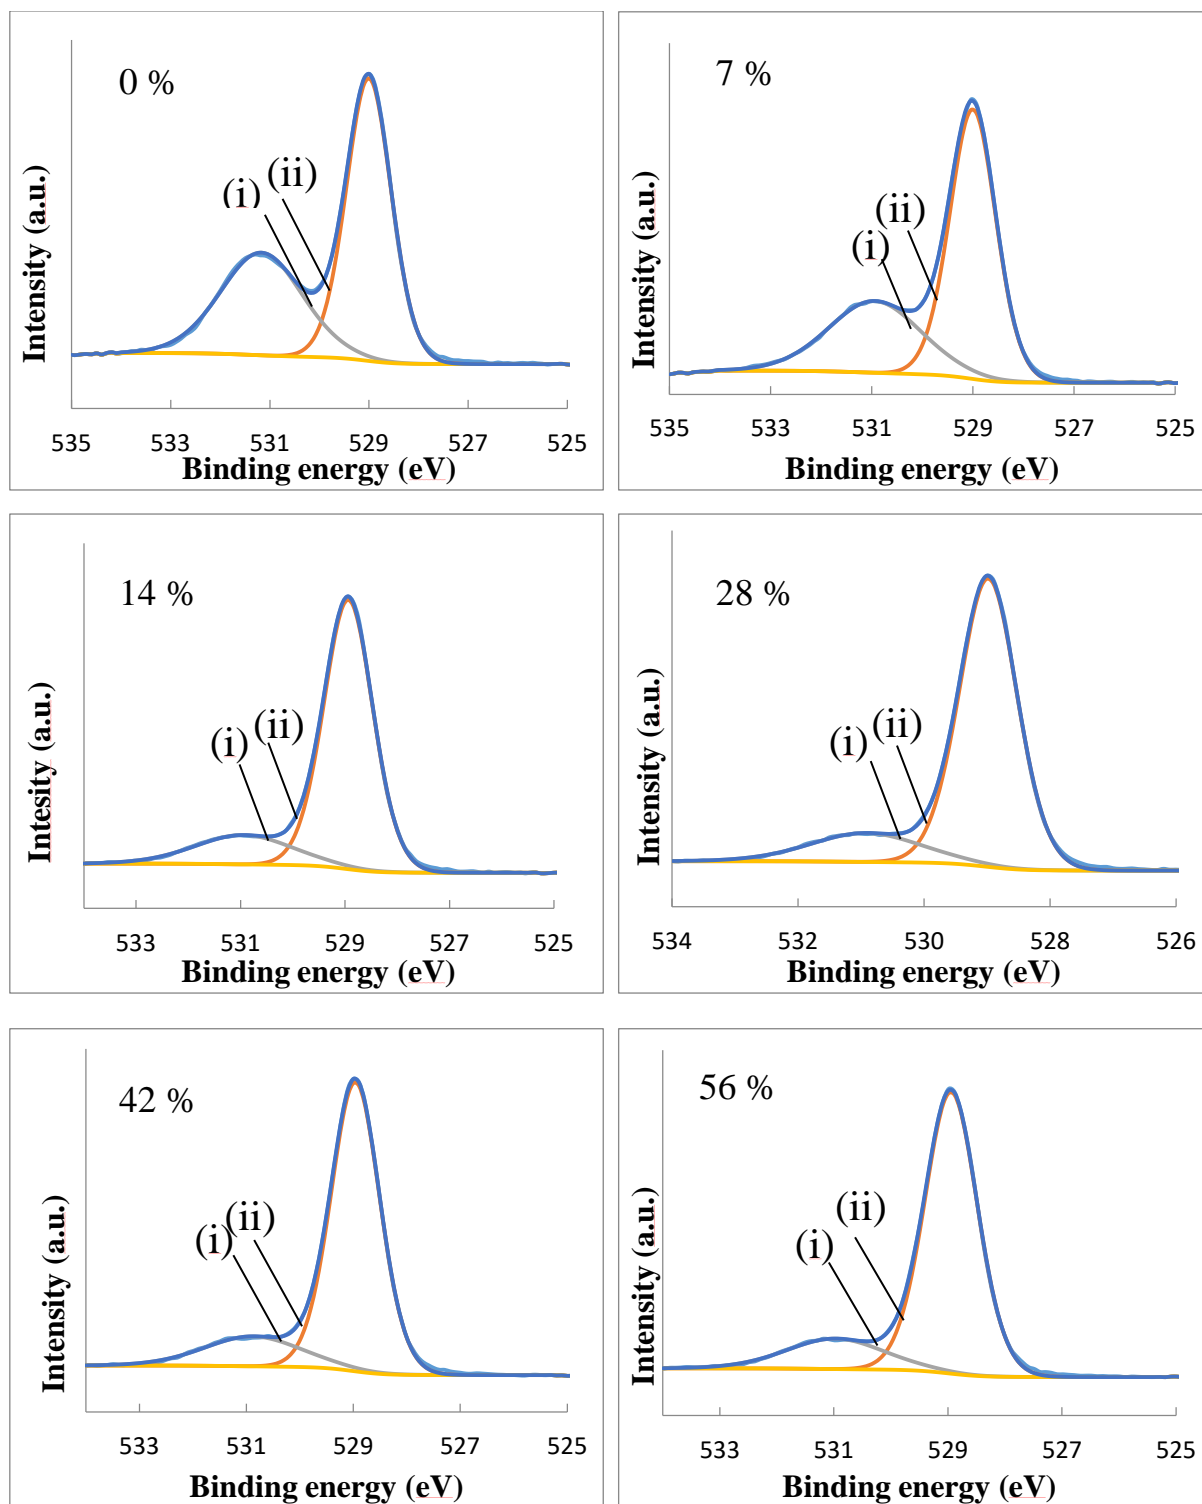 0 %
(i)
(ii)
Intensity (a.u.)
535 533 531 529 527 525
Binding energy (eV)
7 %
(i)
(ii)
Intensity (a.u.)
535 533 531 529 527 525
Binding energy (eV)
14 %
(i)
(ii)
Intesity (a.u.)
533 531 529 527 525
Binding energy (eV)
28 %
(i)
(ii)
Intensity (a.u.)
534 532 530 528 526
Binding energy (eV)
42 %
(i)
(ii)
Intensity (a.u.)
533 531 529 527 525
Binding energy (eV)
56 %
(i)
(ii)
Intensity (a.u.)
533 531 529 527 525
Binding energy (eV)